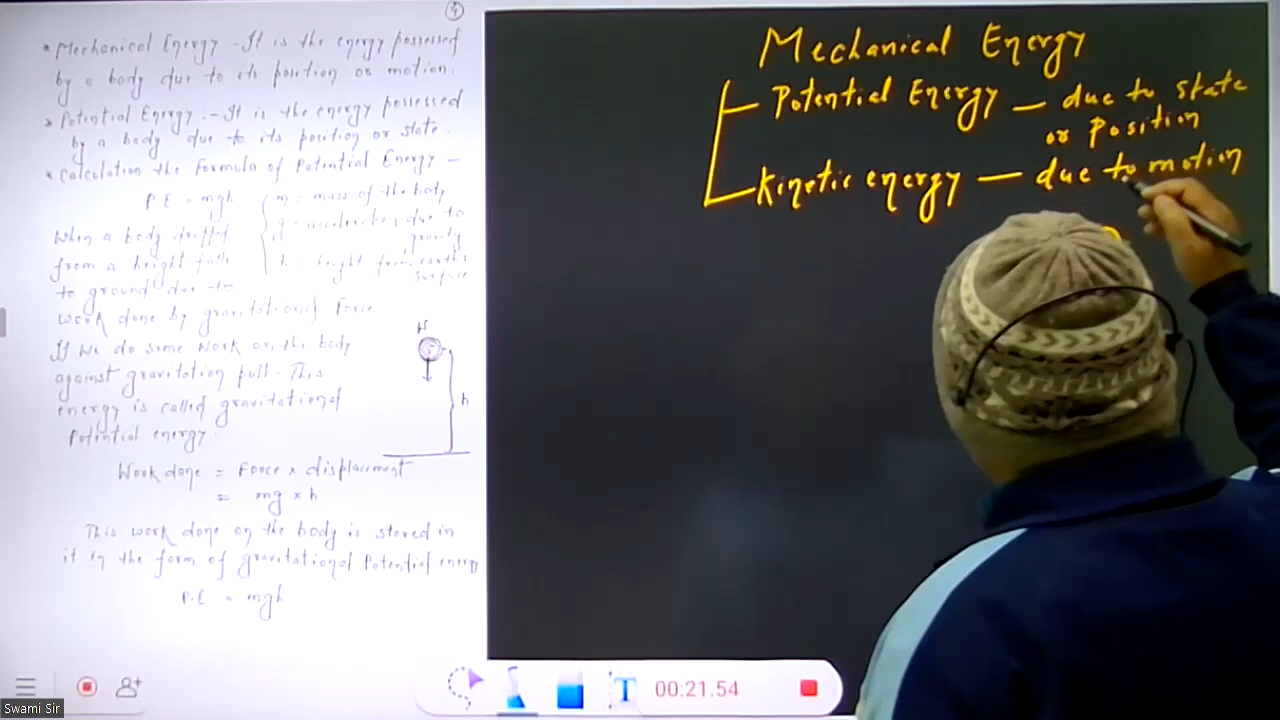 4
* Mechanical Energy - It is the energy possessed
by a body due to its position or motion.
* Potential Energy. - It is the energy possessed
by a body due to its position or state.
* Calculation the Formula of Potential Energy -
P.E = mgh
m = mass of the body
g - acceleration due to
gravity
h height from earth's
surface
When a body dropped
from a height falls
to ground due to
work done by gravitational Force
If we do some work on the body
against gravitation pull. This
energy is called gravitational
Potential energy.
h
Work done = Force × displacement
= mg × h
This work done on the body is stored in
it in the form of gravitational Potential energy
P.E = mgh
Mechanical Energy
Potential Energy — due to state
or Position
Kinetic energy — due to motion
T
00:21.54
Swami Sir